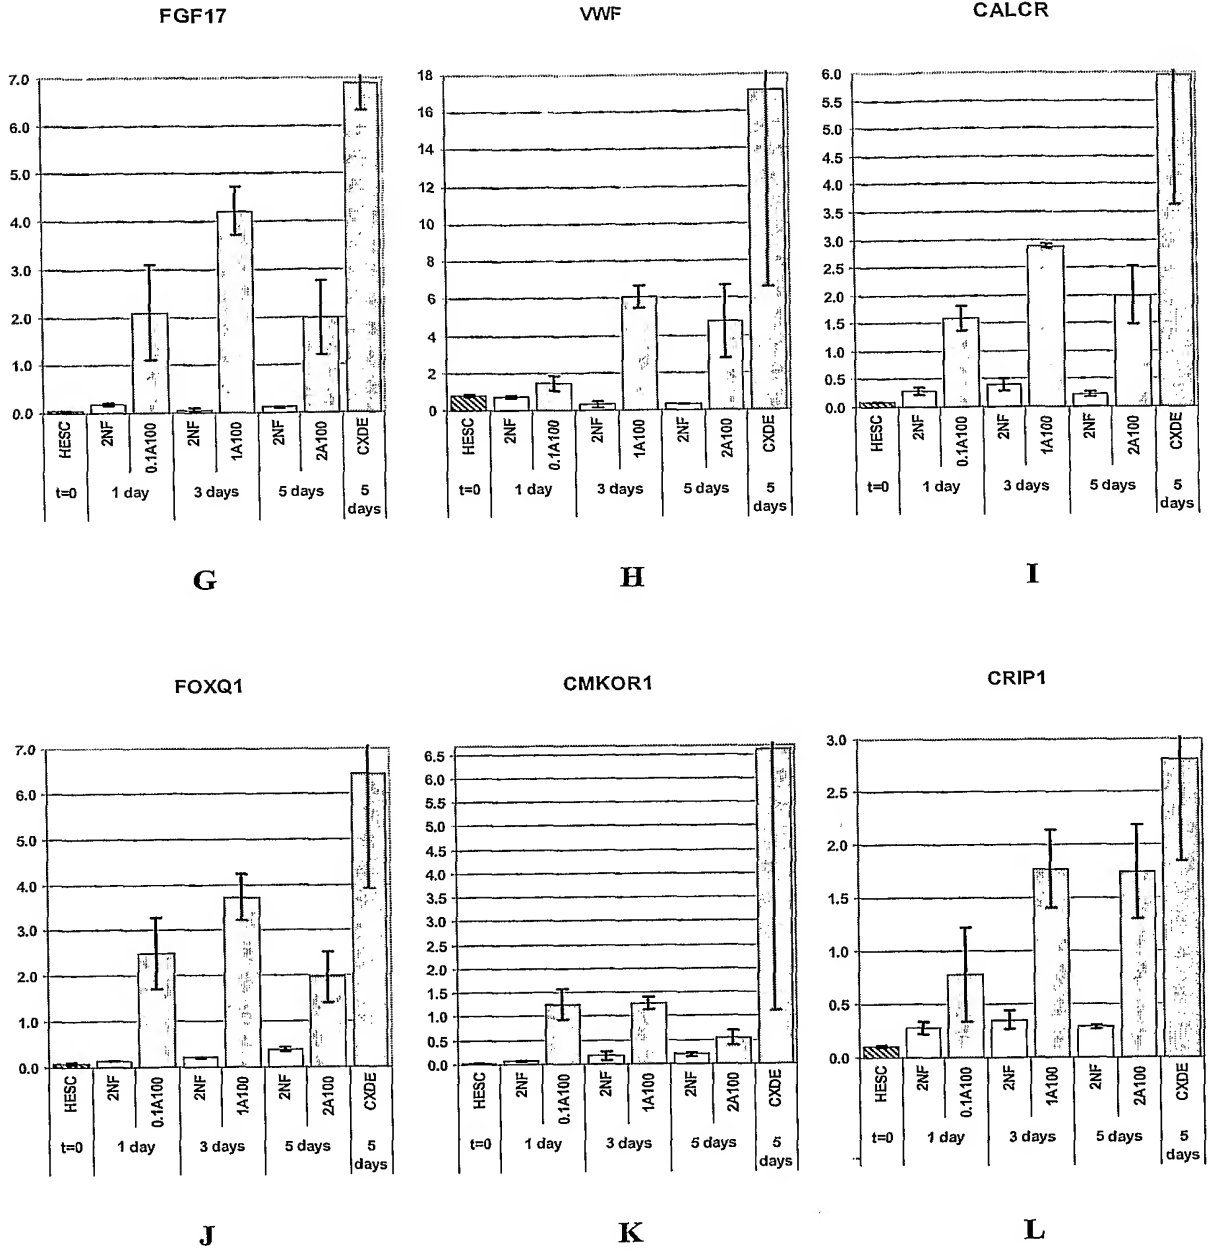 FGF17
7.0
6.0
5.0
4.0
3.0
2.0
1.0
0.0
HESC
2NF
0.1A100
2NF
1A100
2NF
2A100
CXDE
t=0
1 day
3 days
5 days
5 days
G
VWF
18
16
14
12
10
8
6
4
2
0
HESC
2NF
0.1A100
2NF
1A100
2NF
2A100
CXDE
t=0
1 day
3 days
5 days
5 days
H
CALCR
6.0
5.5
5.0
4.5
4.0
3.5
3.0
2.5
2.0
1.5
1.0
0.5
0.0
HESC
2NF
0.1A100
2NF
1A100
2NF
2A100
CXDE
t=0
1 day
3 days
5 days
5 days
I
FOXQ1
7.0
6.0
5.0
4.0
3.0
2.0
1.0
0.0
HESC
2NF
0.1A100
2NF
1A100
2NF
2A100
CXDE
t=0
1 day
3 days
5 days
5 days
J
CMKOR1
6.5
6.0
5.5
5.0
4.5
4.0
3.5
3.0
2.5
2.0
1.5
1.0
0.5
0.0
HESC
2NF
0.1A100
2NF
1A100
2NF
2A100
CXDE
t=0
1 day
3 days
5 days
5 days
K
CRIP1
3.0
2.5
2.0
1.5
1.0
0.5
0.0
HESC
2NF
0.1A100
2NF
1A100
2NF
2A100
CXDE
t=0
1 day
3 days
5 days
5 days
L